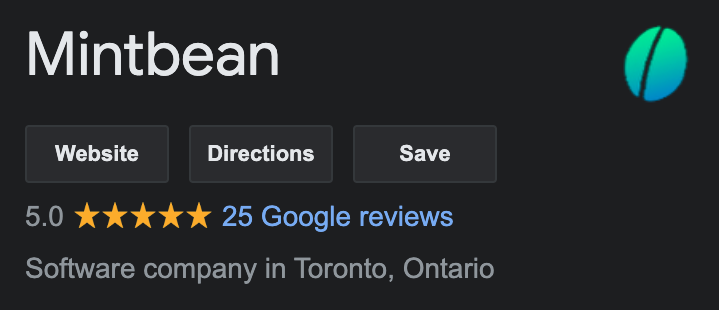 Mintbean
Website Directions Save
5.0 ★★★★★ 25 Google reviews
Software company in Toronto, Ontario